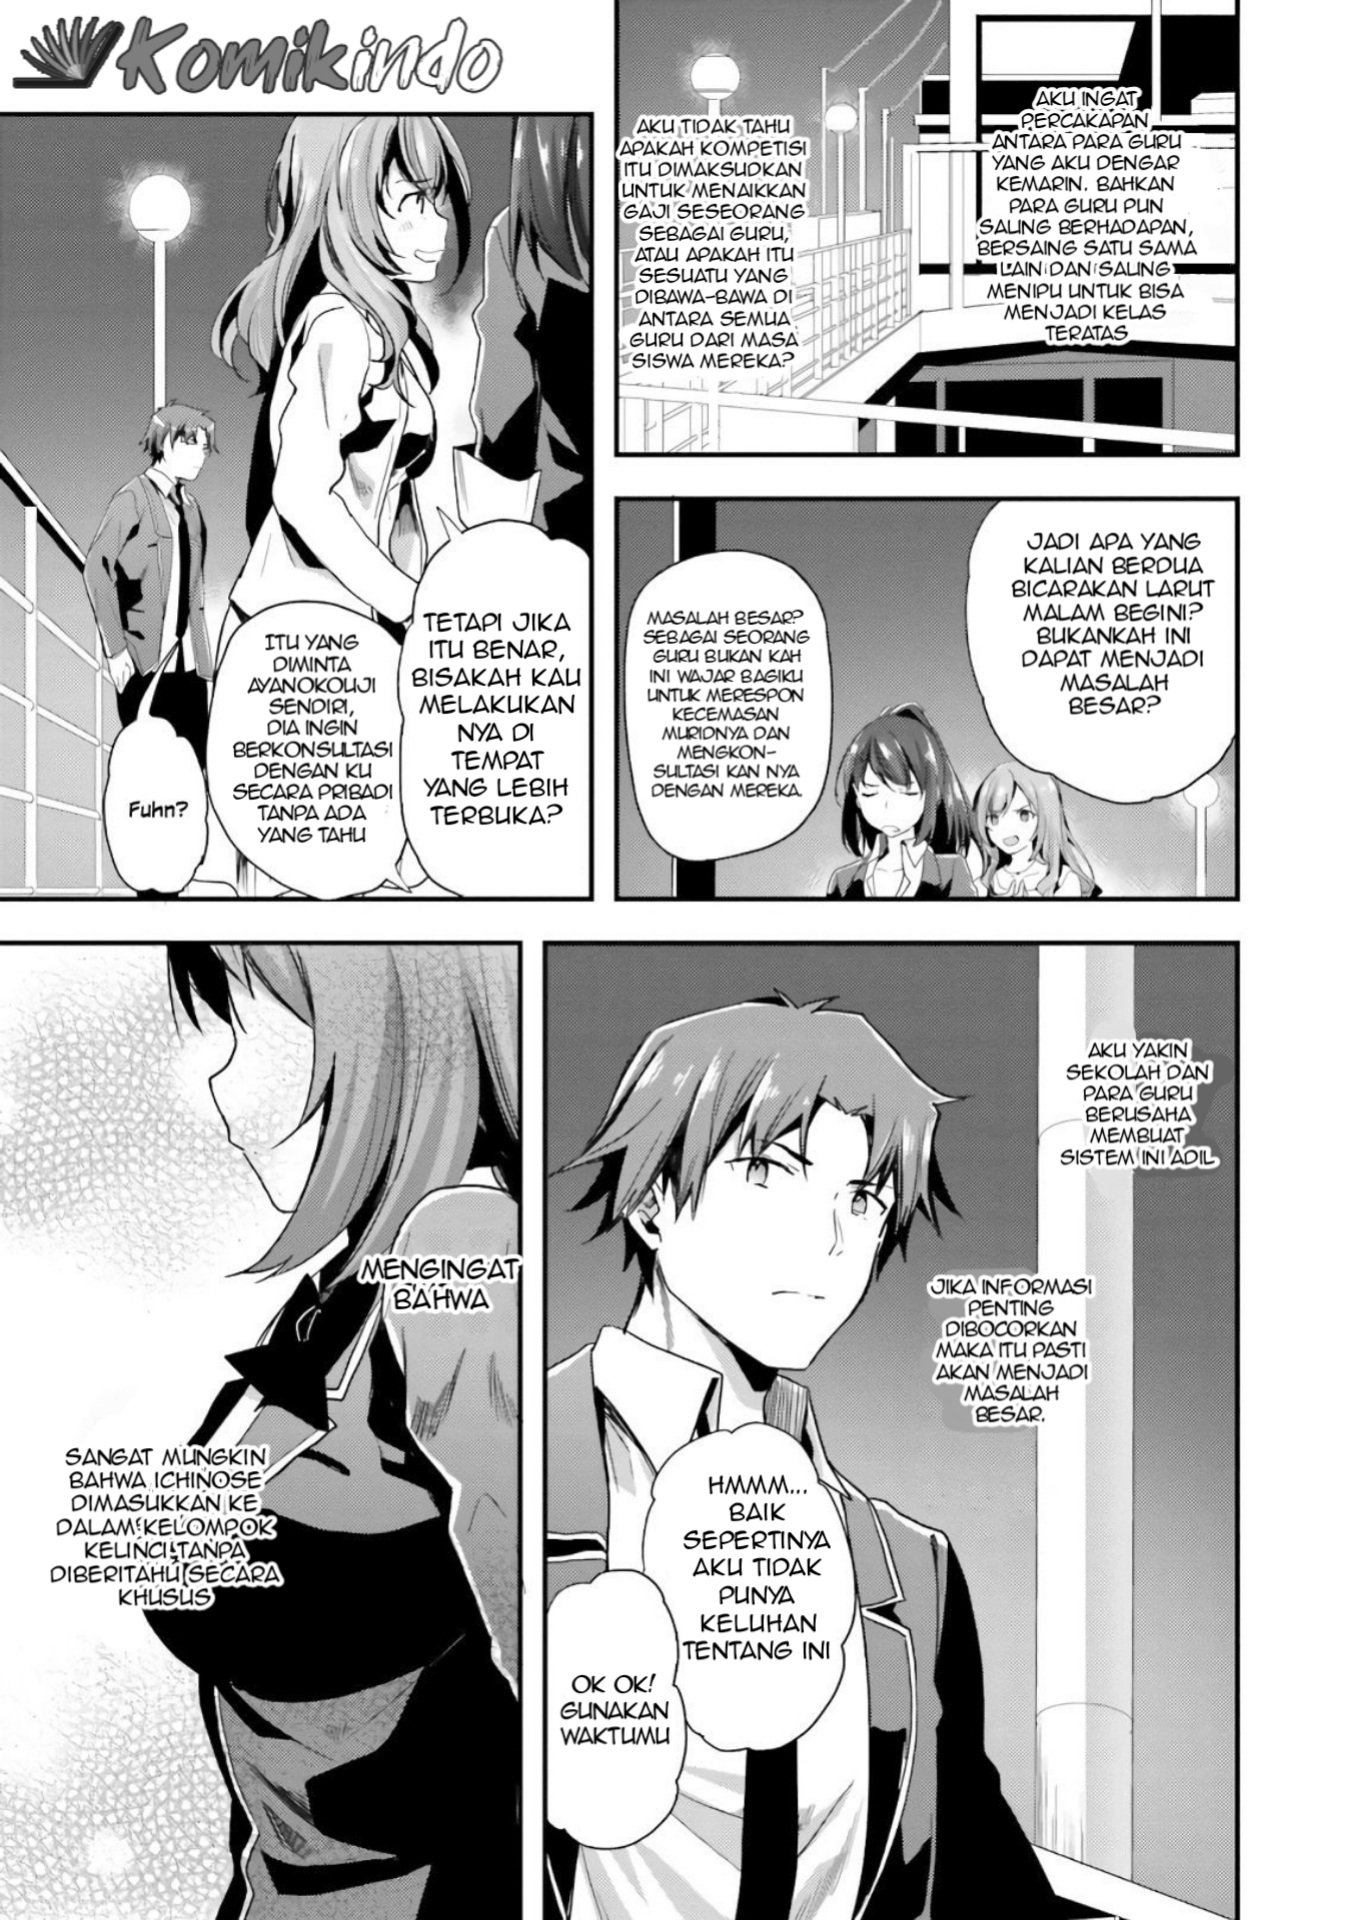 Komikindo
AKU INGAT
PERCAKAPAN
ANTARA PARA GURU
YANG AKU DENGAR
KEMARIN. BAHKAN
PARA GURU PUN
SALING BERHADAPAN,
BERSAING SATU SAMA
LAIN DAN SALING
MENIPU UNTUK BISA
MENJADI KELAS
TERATAS
AKU TIDAK TAHU
APAKAH KOMPETISI
ITU DIMAKSUDKAN
UNTUK MENAIKKAN
GAJI SESEORANG
SEBAGAI GURU,
ATAU APAKAH ITU
SESUATU YANG
DIBAWA-BAWA DI
ANTARA SEMUA
GURU DARI MASA
SISWA MEREKA?
JADI APA YANG
KALIAN BERDUA
BICARAKAN LARUT
MALAM BEGINI?
BUKANKAH INI
DAPAT MENJADI
MASALAH
BESAR?
MASALAH BESAR?
SEBAGAI SEORANG
GURU BUKAN KAH
INI WAJAR BAGIKU
UNTUK MERESPON
KECEMASAN
MURIDNYA DAN
MENGKON-
SULTASI KAN NYA
DENGAN MEREKA.
TETAPI JIKA
ITU BENAR,
BISAKAH KAU
MELAKUKAN
NYA DI
TEMPAT
YANG LEBIH
TERBUKA?
ITU YANG
DIMINTA
AYANOKOUJI
SENDIRI,
DIA INGIN
BERKONSULTASI
DENGAN KU
SECARA PRIBADI
TANPA ADA
YANG TAHU
Fuhn?
AKU YAKIN
SEKOLAH DAN
PARA GURU
BERUSAHA
MEMBUAT
SISTEM INI ADIL
JIKA INFORMASI
PENTING
DIBOCORKAN
MAKA ITU PASTI
AKAN MENJADI
MASALAH
BESAR.
HMMM...
BAIK
SEPERTINYA
AKU TIDAK
PUNYA
KELUHAN
TENTANG INI
OK OK!
GUNAKAN
WAKTUMU
MENGINGAT
BAHWA
SANGAT MUNGKIN
BAHWA ICHINOSE
DIMASUKKAN KE
DALAM KELOMPOK
KELINCI TANPA
DIBERITAHU SECARA
KHUSUS